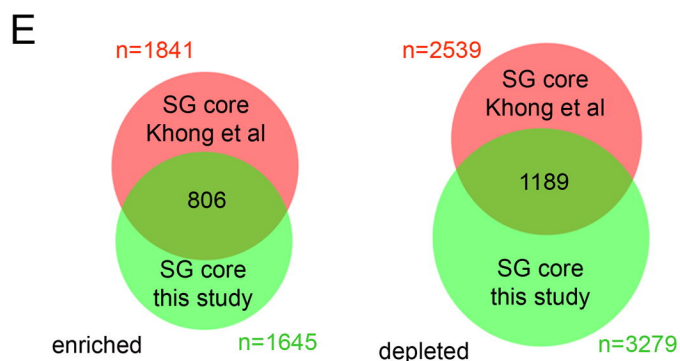 E
n=1841
SG core
Khong et al
806
SG core
this study
enriched
n=1645
n=2539
SG core
Khong et al
1189
SG core
this study
depleted
n=3279